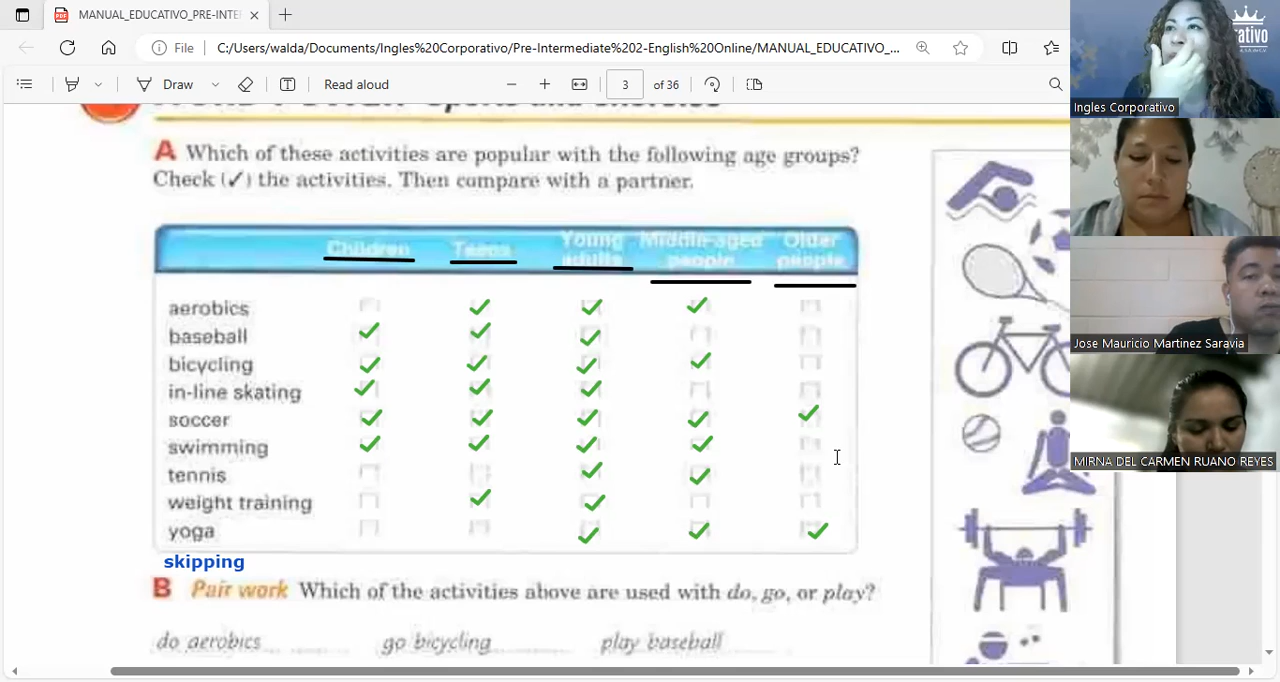 MANUAL_EDUCATIVO_PRE-INTER
File
C:/Users/walda/Documents/Ingles%20Corporativo/Pre-Intermediate%202-English%20Online/MANUAL_EDUCATIVO_...
Draw
Read aloud
3 of 36
A Which of these activities are popular with the following age groups?
Check (✓) the activities. Then compare with a partner.
Children Teens Young adults Middle-aged people Older people
aerobics ✓ ✓ ✓
baseball ✓ ✓ ✓
bicycling ✓ ✓ ✓ ✓
in-line skating ✓ ✓ ✓
soccer ✓ ✓ ✓ ✓ ✓
swimming ✓ ✓ ✓ ✓
tennis ✓ ✓
weight training ✓ ✓
yoga ✓ ✓ ✓
skipping
B Pair work Which of the activities above are used with do, go, or play?
do aerobics go bicycling play baseball
Ingles Corporativo
Jose Mauricio Martinez Saravia
MIRNA DEL CARMEN RUANO REYES